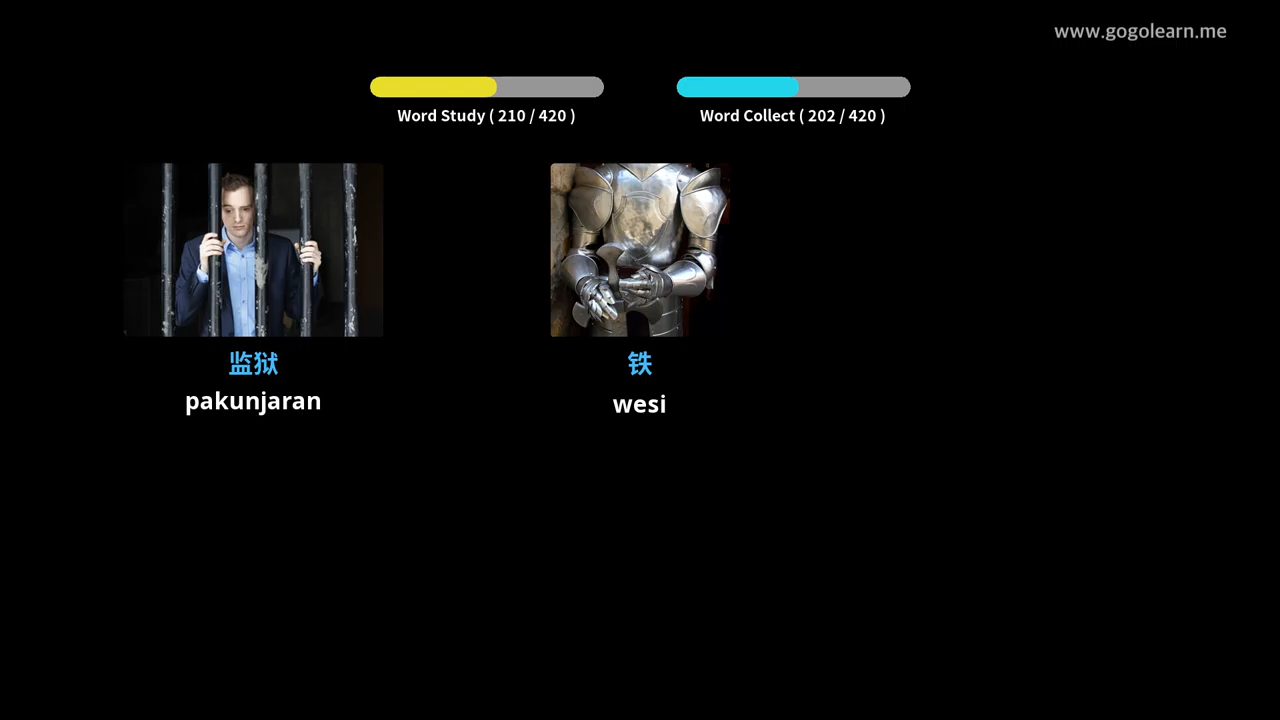 www.gogolearn.me
Word Study ( 210 / 420 )
Word Collect ( 202 / 420 )
监狱
pakunjaran
铁
wesi